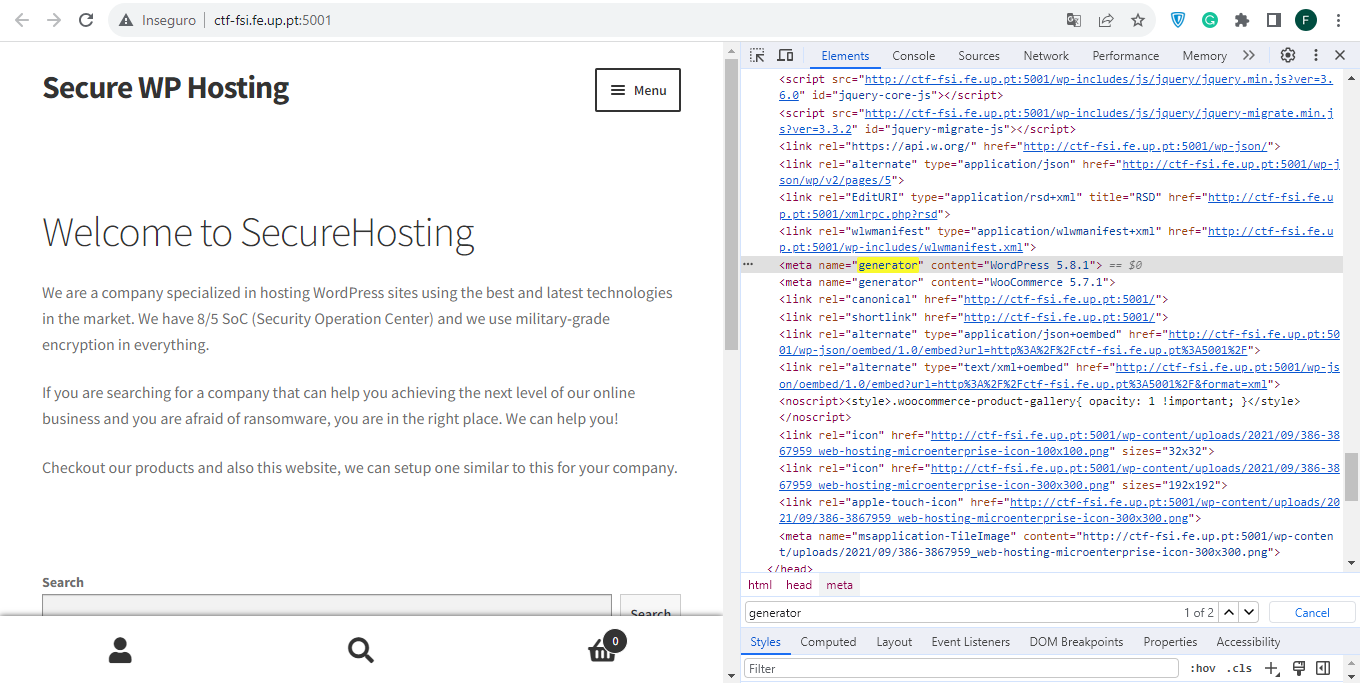 Inseguro | ctf-fsi.fe.up.pt:5001
F
Secure WP Hosting
Menu
Welcome to SecureHosting
We are a company specialized in hosting WordPress sites using the best and latest technologies
in the market. We have 8/5 SoC (Security Operation Center) and we use military-grade
encryption in everything.
If you are searching for a company that can help you achieving the next level of our online
business and you are afraid of ransomware, you are in the right place. We can help you!
Checkout our products and also this website, we can setup one similar to this for your company.
Search
Search
0
Elements Console Sources Network Performance Memory
<script src="http://ctf-fsi.fe.up.pt:5001/wp-includes/js/jquery/jquery.min.js?ver=3.
6.0" id="jquery-core-js"></script>
<script src="http://ctf-fsi.fe.up.pt:5001/wp-includes/js/jquery/jquery-migrate.min.j
s?ver=3.3.2" id="jquery-migrate-js"></script>
<link rel="https://api.w.org/" href="http://ctf-fsi.fe.up.pt:5001/wp-json/">
<link rel="alternate" type="application/json" href="http://ctf-fsi.fe.up.pt:5001/wp-j
son/wp/v2/pages/5">
<link rel="EditURI" type="application/rsd+xml" title="RSD" href="http://ctf-fsi.fe.u
p.pt:5001/xmlrpc.php?rsd">
<link rel="wlwmanifest" type="application/wlwmanifest+xml" href="http://ctf-fsi.fe.u
p.pt:5001/wp-includes/wlwmanifest.xml">
<meta name="generator" content="WordPress 5.8.1"> == $0
<meta name="generator" content="WooCommerce 5.7.1">
<link rel="canonical" href="http://ctf-fsi.fe.up.pt:5001/">
<link rel="shortlink" href="http://ctf-fsi.fe.up.pt:5001/">
<link rel="alternate" type="application/json+oembed" href="http://ctf-fsi.fe.up.pt:50
01/wp-json/oembed/1.0/embed?url=http%3A%2F%2Fctf-fsi.fe.up.pt%3A5001%2F">
<link rel="alternate" type="text/xml+oembed" href="http://ctf-fsi.fe.up.pt:5001/wp-js
on/oembed/1.0/embed?url=http%3A%2F%2Fctf-fsi.fe.up.pt%3A5001%2F&format=xml">
<noscript><style>.woocommerce-product-gallery{ opacity: 1 !important; }</style>
</noscript>
<link rel="icon" href="http://ctf-fsi.fe.up.pt:5001/wp-content/uploads/2021/09/386-38
67959_web-hosting-microenterprise-icon-100x100.png" sizes="32x32">
<link rel="icon" href="http://ctf-fsi.fe.up.pt:5001/wp-content/uploads/2021/09/386-38
67959_web-hosting-microenterprise-icon-300x300.png" sizes="192x192">
<link rel="apple-touch-icon" href="http://ctf-fsi.fe.up.pt:5001/wp-content/uploads/20
21/09/386-3867959_web-hosting-microenterprise-icon-300x300.png">
<meta name="msapplication-TileImage" content="http://ctf-fsi.fe.up.pt:5001/wp-conten
t/uploads/2021/09/386-3867959_web-hosting-microenterprise-icon-300x300.png">
</head>
html head meta
generator 1 of 2 Cancel
Styles Computed Layout Event Listeners DOM Breakpoints Properties Accessibility
Filter :hov .cls